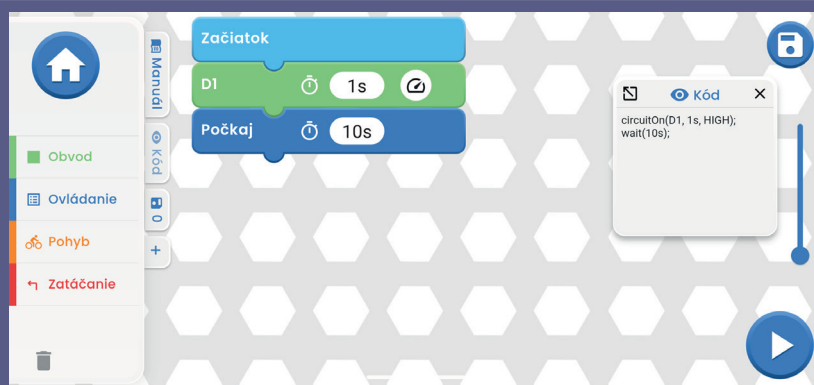 Začiatok
D1
1s
Počkaj
10s
Manuál
Kód
0
+
Obvod
Ovládanie
Pohyb
Zatáčanie
Kód
circuitOn(D1, 1s, HIGH);
wait(10s);